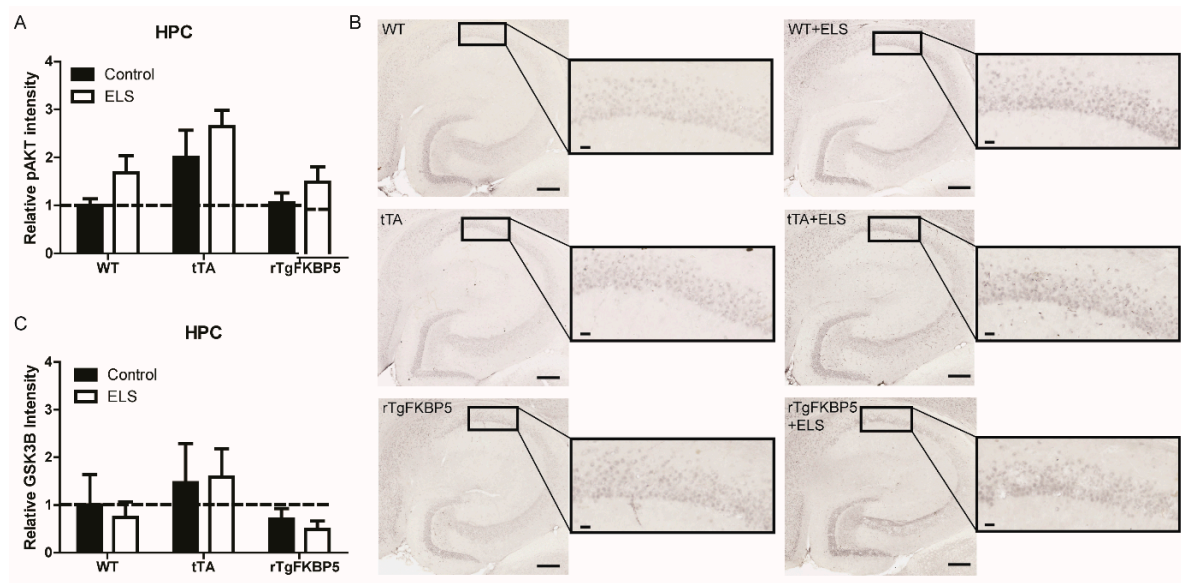 A
HPC
Relative pAKT intensity
4
3
2
1
0
Control
ELS
WT
tTA
rTgFKBP5
B
WT
WT+ELS
tTA
tTA+ELS
rTgFKBP5
rTgFKBP5
+ELS
C
HPC
Relative GSK3B Intensity
4
3
2
1
0
Control
ELS
WT
tTA
rTgFKBP5